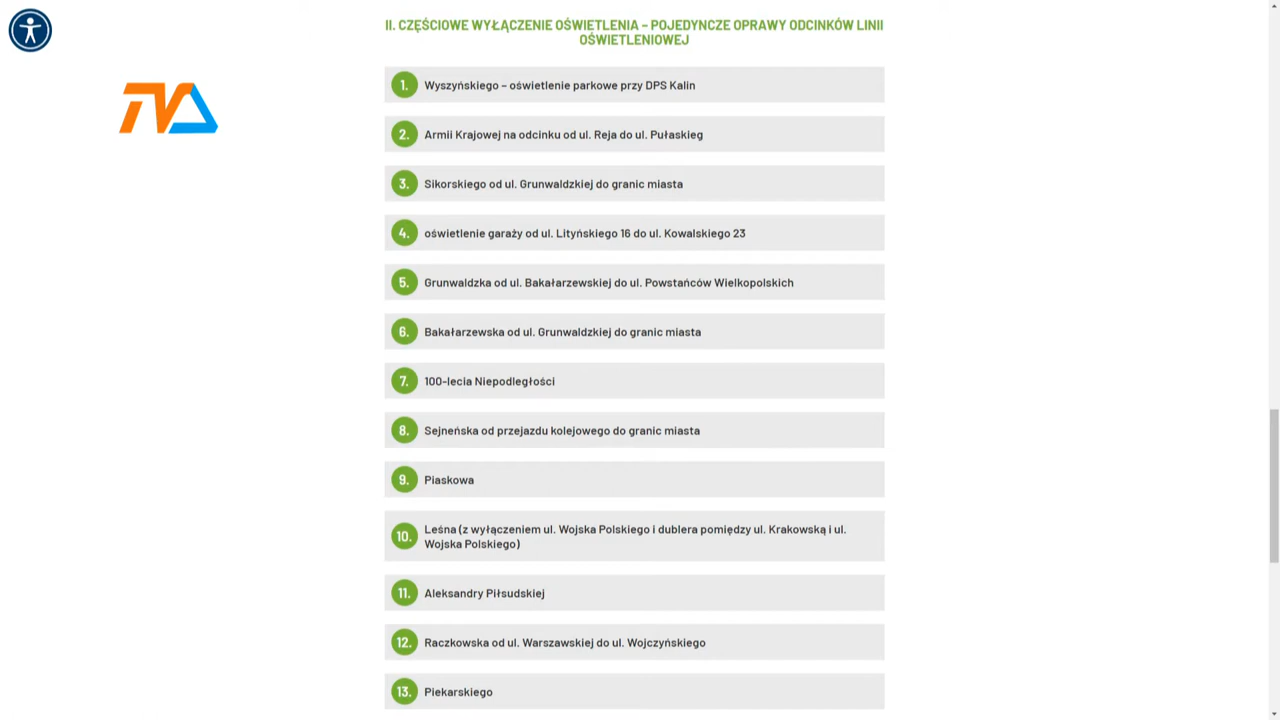 II. CZĘŚCIOWE WYŁĄCZENIE OŚWIETLENIA – POJEDYNCZE OPRAWY ODCINKÓW LINII
OŚWIETLENIOWEJ
TVA
1. Wyszyńskiego – oświetlenie parkowe przy DPS Kalin
2. Armii Krajowej na odcinku od ul. Reja do ul. Pułaskieg
3. Sikorskiego od ul. Grunwaldzkiej do granic miasta
4. oświetlenie garaży od ul. Lityńskiego 16 do ul. Kowalskiego 23
5. Grunwaldzka od ul. Bakałarzewskiej do ul. Powstańców Wielkopolskich
6. Bakałarzewska od ul. Grunwaldzkiej do granic miasta
7. 100-lecia Niepodległości
8. Sejneńska od przejazdu kolejowego do granic miasta
9. Piaskowa
10. Leśna (z wyłączeniem ul. Wojska Polskiego i dublera pomiędzy ul. Krakowską i ul.
Wojska Polskiego)
11. Aleksandry Piłsudskiej
12. Raczkowska od ul. Warszawskiej do ul. Wojczyńskiego
13. Piekarskiego